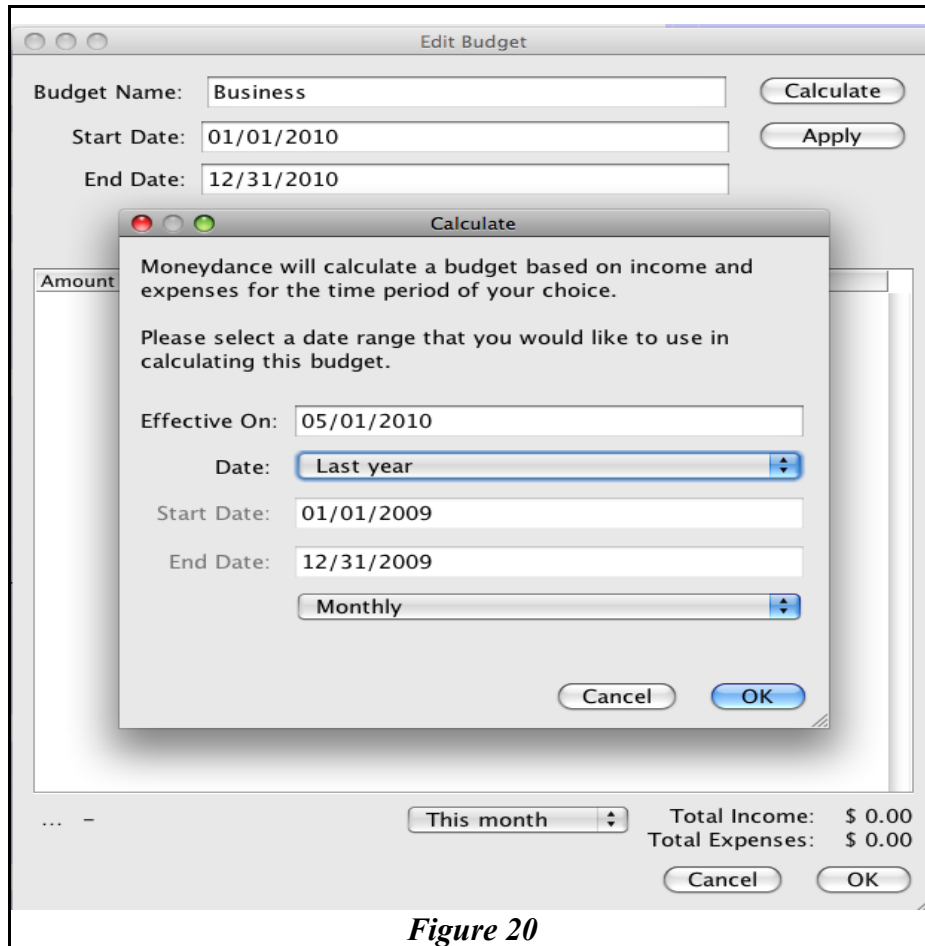 Edit Budget
Budget Name: Business Calculate
Start Date: 01/01/2010 Apply
End Date: 12/31/2010
Calculate
Amount
Moneydance will calculate a budget based on income and
expenses for the time period of your choice.
Please select a date range that you would like to use in
calculating this budget.
Effective On: 05/01/2010
Date: Last year
Start Date: 01/01/2009
End Date: 12/31/2009
Monthly
Cancel OK
... – This month Total Income: $ 0.00
Total Expenses: $ 0.00
Cancel OK
Figure 20